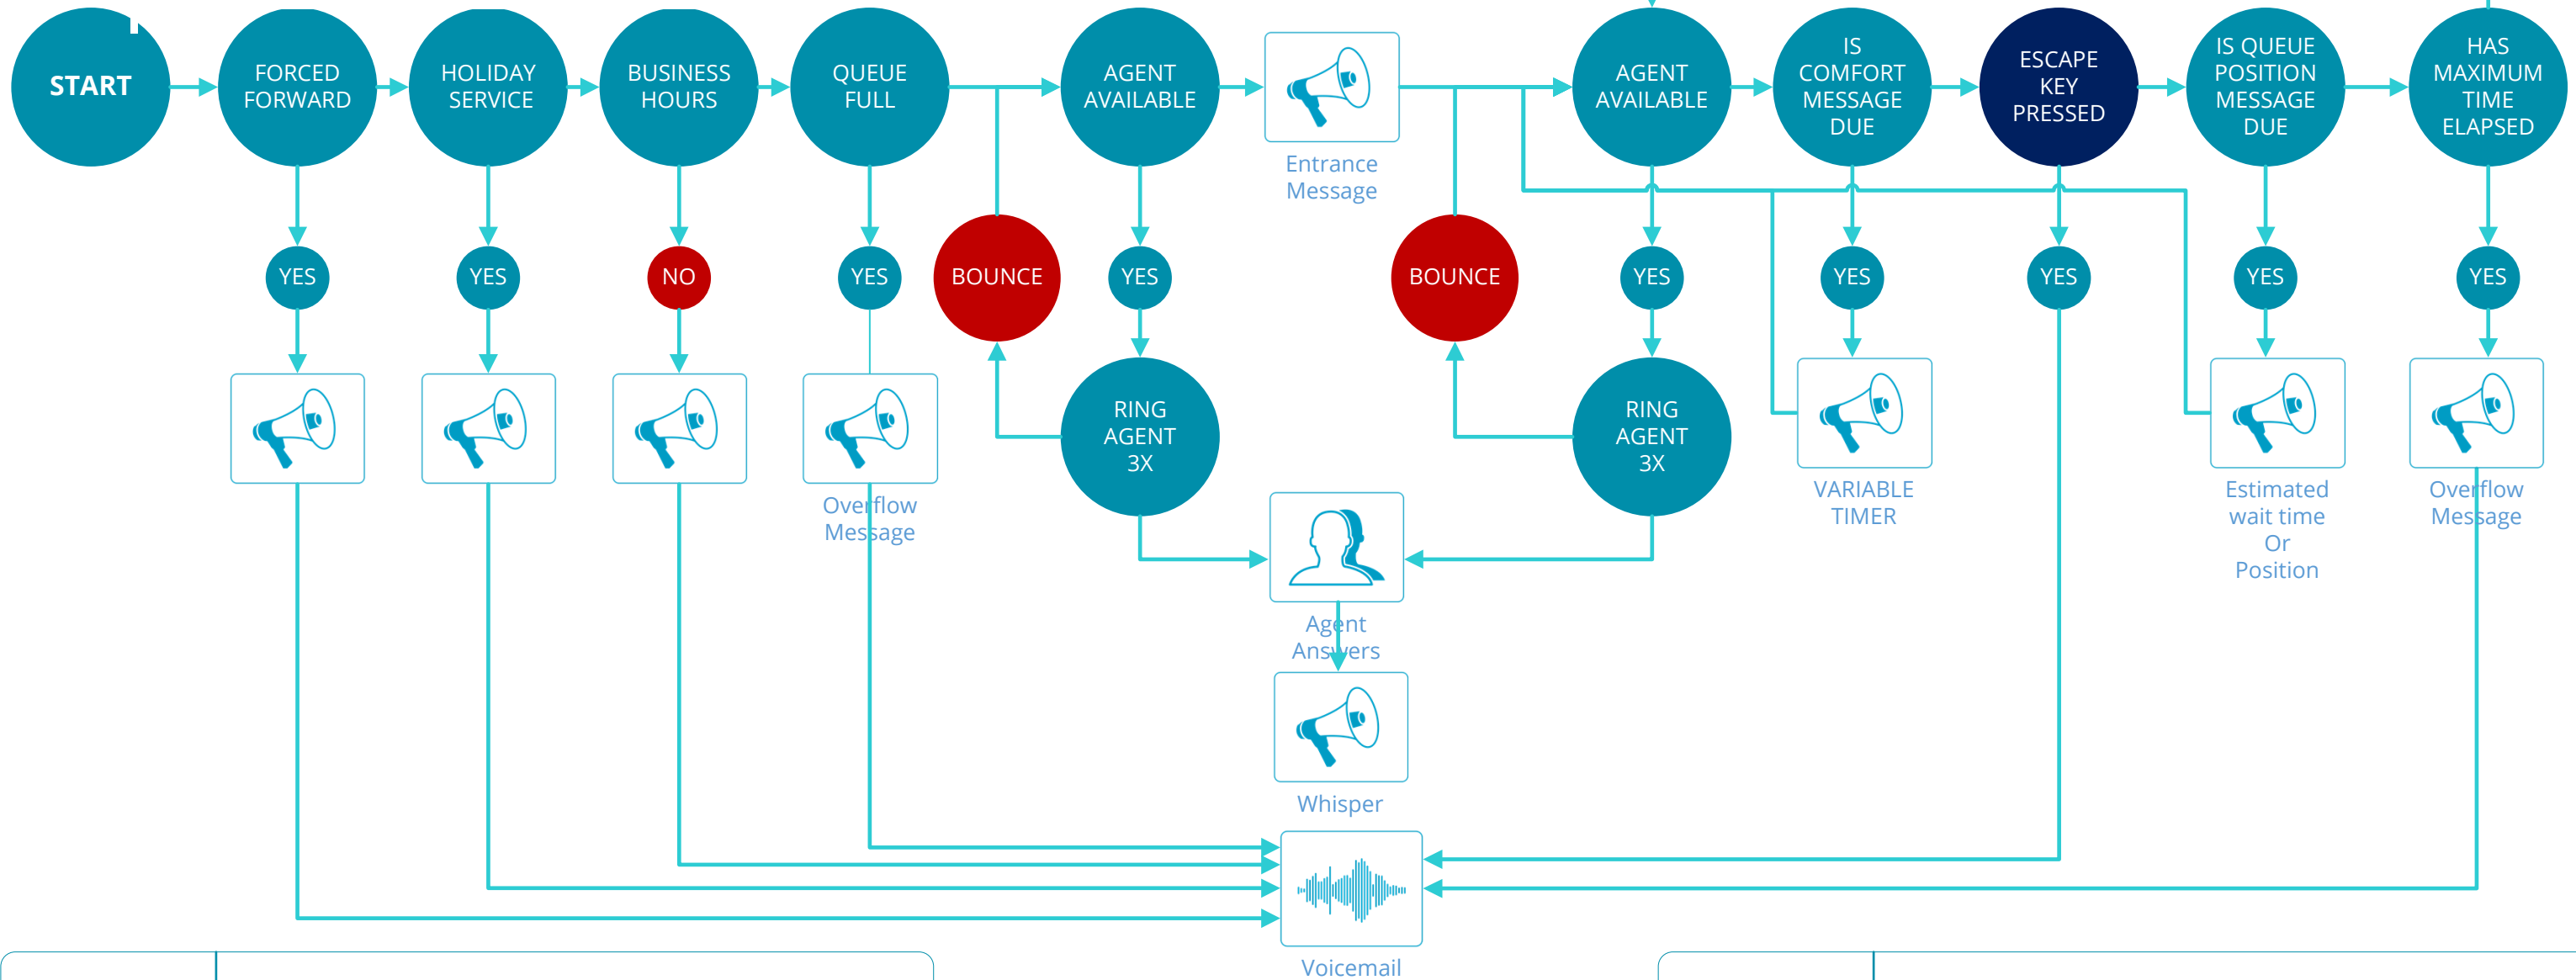 START
FORCED
FORWARD
HOLIDAY
SERVICE
BUSINESS
HOURS
QUEUE
FULL
AGENT
AVAILABLE
Entrance
Message
AGENT
AVAILABLE
IS
COMFORT
MESSAGE
DUE
ESCAPE
KEY
PRESSED
IS QUEUE
POSITION
MESSAGE
DUE
HAS
MAXIMUM
TIME
ELAPSED
YES
YES
NO
YES
BOUNCE
YES
BOUNCE
YES
YES
YES
YES
YES
Overflow
Message
RING
AGENT
3X
RING
AGENT
3X
VARIABLE
TIMER
Estimated
wait time
Or
Position
Overflow
Message
Agent
Answers
Whisper
Voicemail